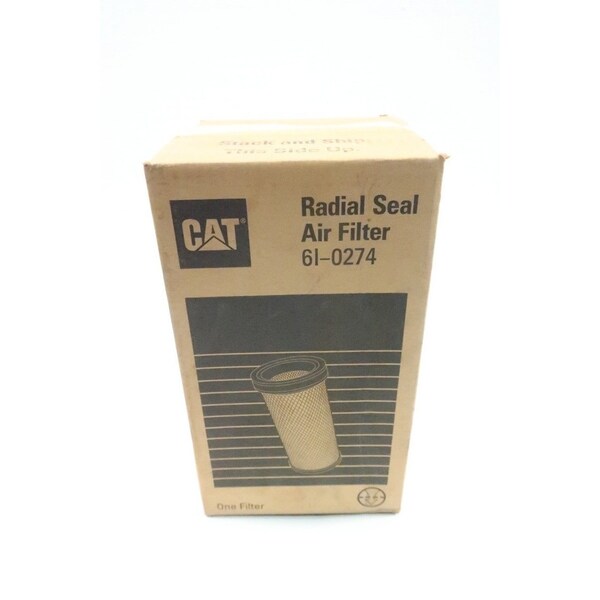 Stack and Ship
This Side Up.
CAT®
Radial Seal
Air Filter
6I-0274
One Filter